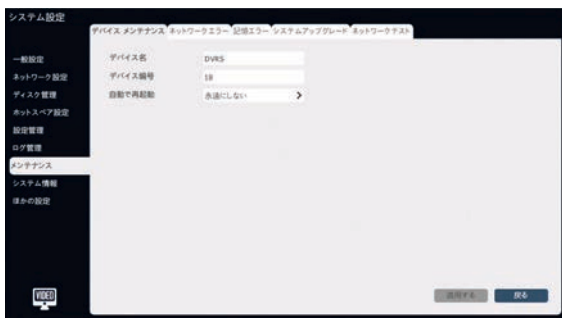 システム設定
デバイス メンテナンス ネットワークエラー 記憶エラー システムアップグレード ネットワークテスト
一般設定
ネットワーク設定
ディスク管理
ホットスペア設定
設定管理
ログ管理
メンテナンス
システム情報
ほかの設定
デバイス名 DVRS
デバイス編号 18
自動で再起動 永遠にしない >
VIDEO
適用する 戻る